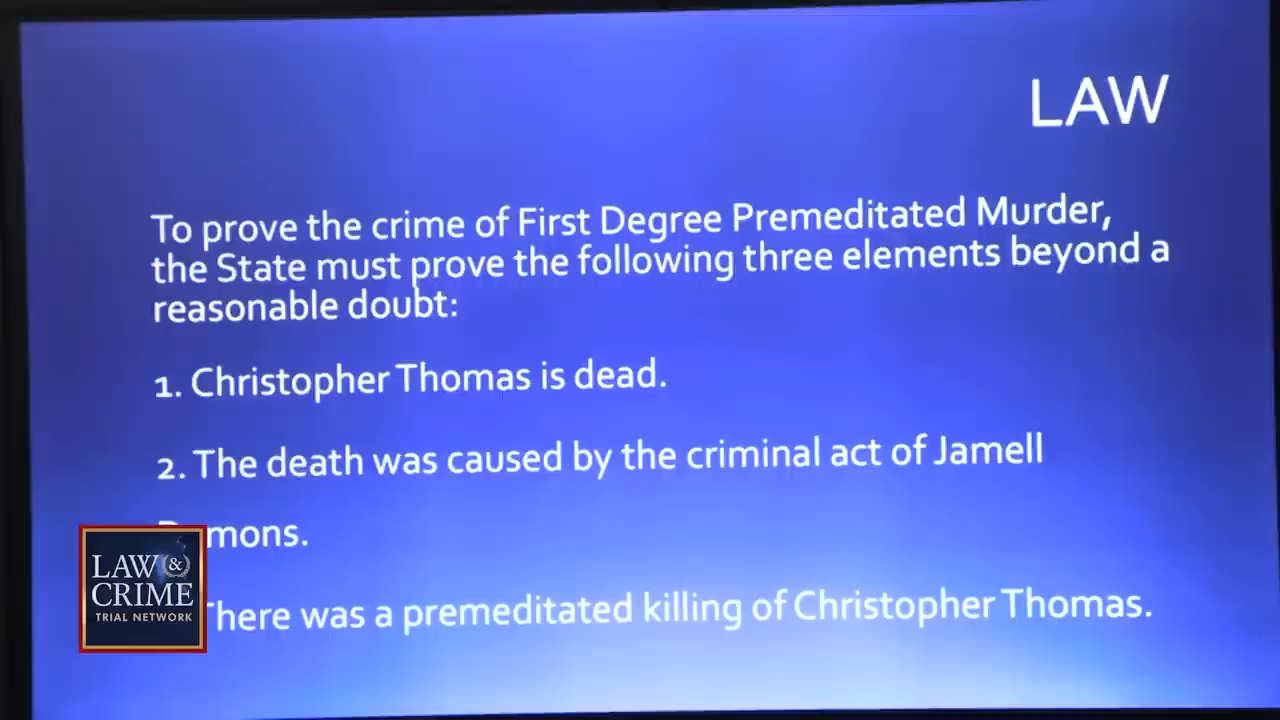 LAW
To prove the crime of First Degree Premeditated Murder,
the State must prove the following three elements beyond a
reasonable doubt:
1. Christopher Thomas is dead.
2. The death was caused by the criminal act of Jamell
mons.
There was a premeditated killing of Christopher Thomas.
LAW &
CRIME
TRIAL NETWORK